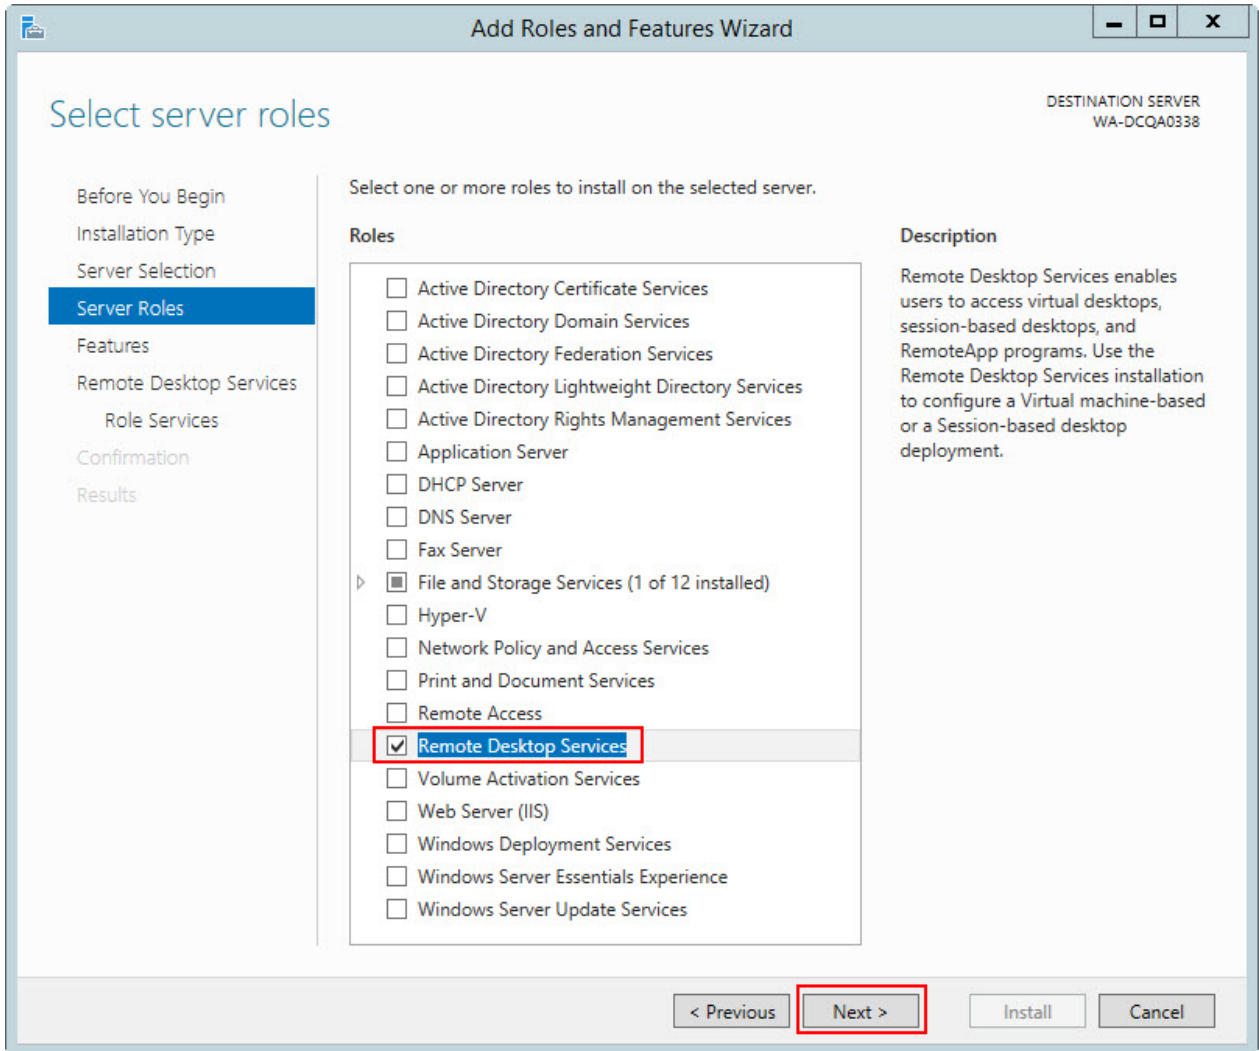 Add Roles and Features Wizard
Select server roles
DESTINATION SERVER
WA-DCQA0338
Before You Begin
Installation Type
Server Selection
Server Roles
Features
Remote Desktop Services
Role Services
Confirmation
Results
Select one or more roles to install on the selected server.
Roles
Active Directory Certificate Services
Active Directory Domain Services
Active Directory Federation Services
Active Directory Lightweight Directory Services
Active Directory Rights Management Services
Application Server
DHCP Server
DNS Server
Fax Server
File and Storage Services (1 of 12 installed)
Hyper-V
Network Policy and Access Services
Print and Document Services
Remote Access
Remote Desktop Services
Volume Activation Services
Web Server (IIS)
Windows Deployment Services
Windows Server Essentials Experience
Windows Server Update Services
Description
Remote Desktop Services enables
users to access virtual desktops,
session-based desktops, and
RemoteApp programs. Use the
Remote Desktop Services installation
to configure a Virtual machine-based
or a Session-based desktop
deployment.
< Previous
Next >
Install
Cancel